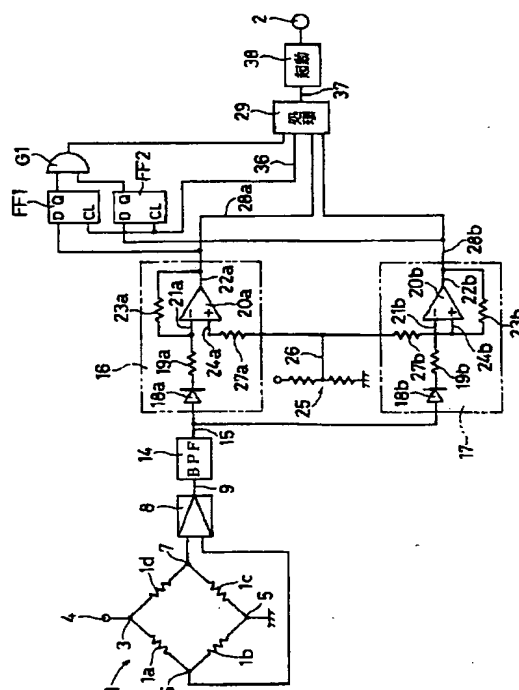 1
1a
1b
1c
1d
3
4
5
6
7
8
9
14
BPF
15
16
18a
19a
21a
23a
20a
22a
24a
27a
25
26
17
18b
19b
21b
20b
22b
23b
24b
27b
28a
28b
FF1
D Q
CL
FF2
D Q
CL
G1
36
29
処理
37
38
起動
2